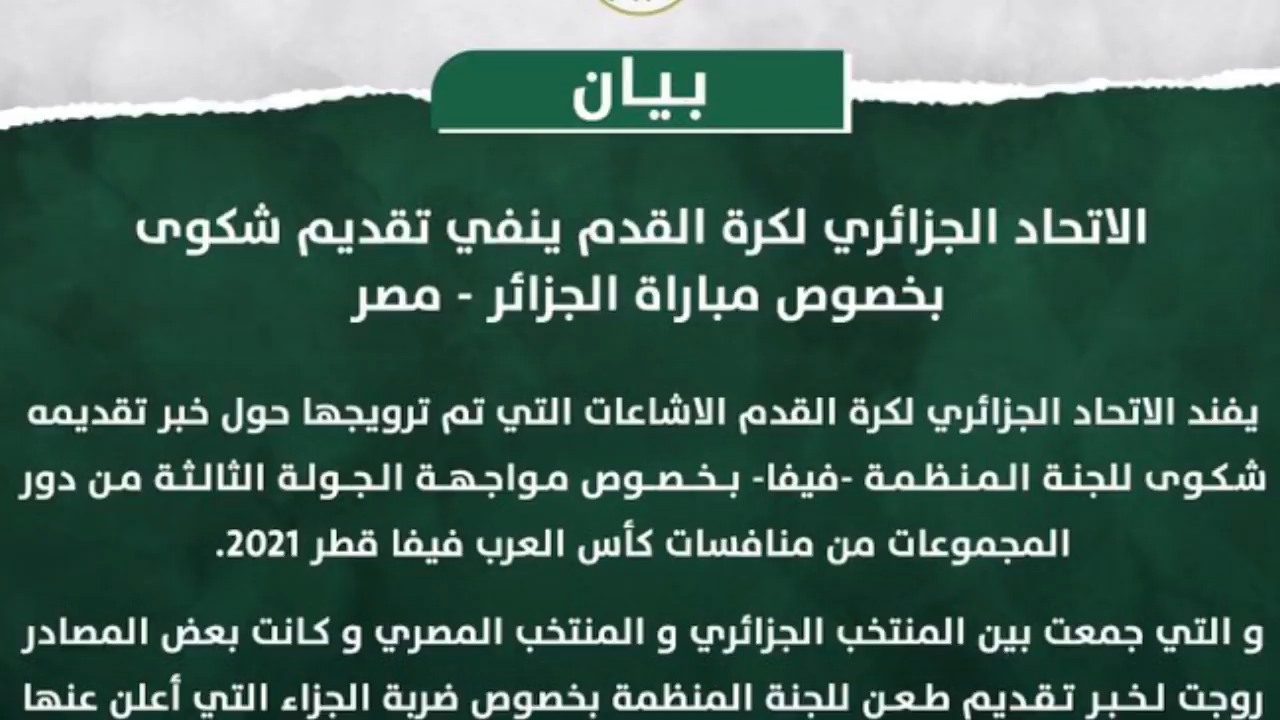 بيان
الاتحاد الجزائري لكرة القدم ينفي تقديم شكوى
بخصوص مباراة الجزائر - مصر
يفند الاتحاد الجزائري لكرة القدم الاشاعات التي تم ترويجها حول خبر تقديمه
شكوى للجنة المنظمة -فيفا- بخصوص مواجهة الجولة الثالثة من دور
المجموعات من منافسات كأس العرب فيفا قطر 2021.
و التي جمعت بين المنتخب الجزائري و المنتخب المصري و كانت بعض المصادر
روجت لخبر تقديم طعن للجنة المنظمة بخصوص ضربة الجزاء التي أعلن عنها